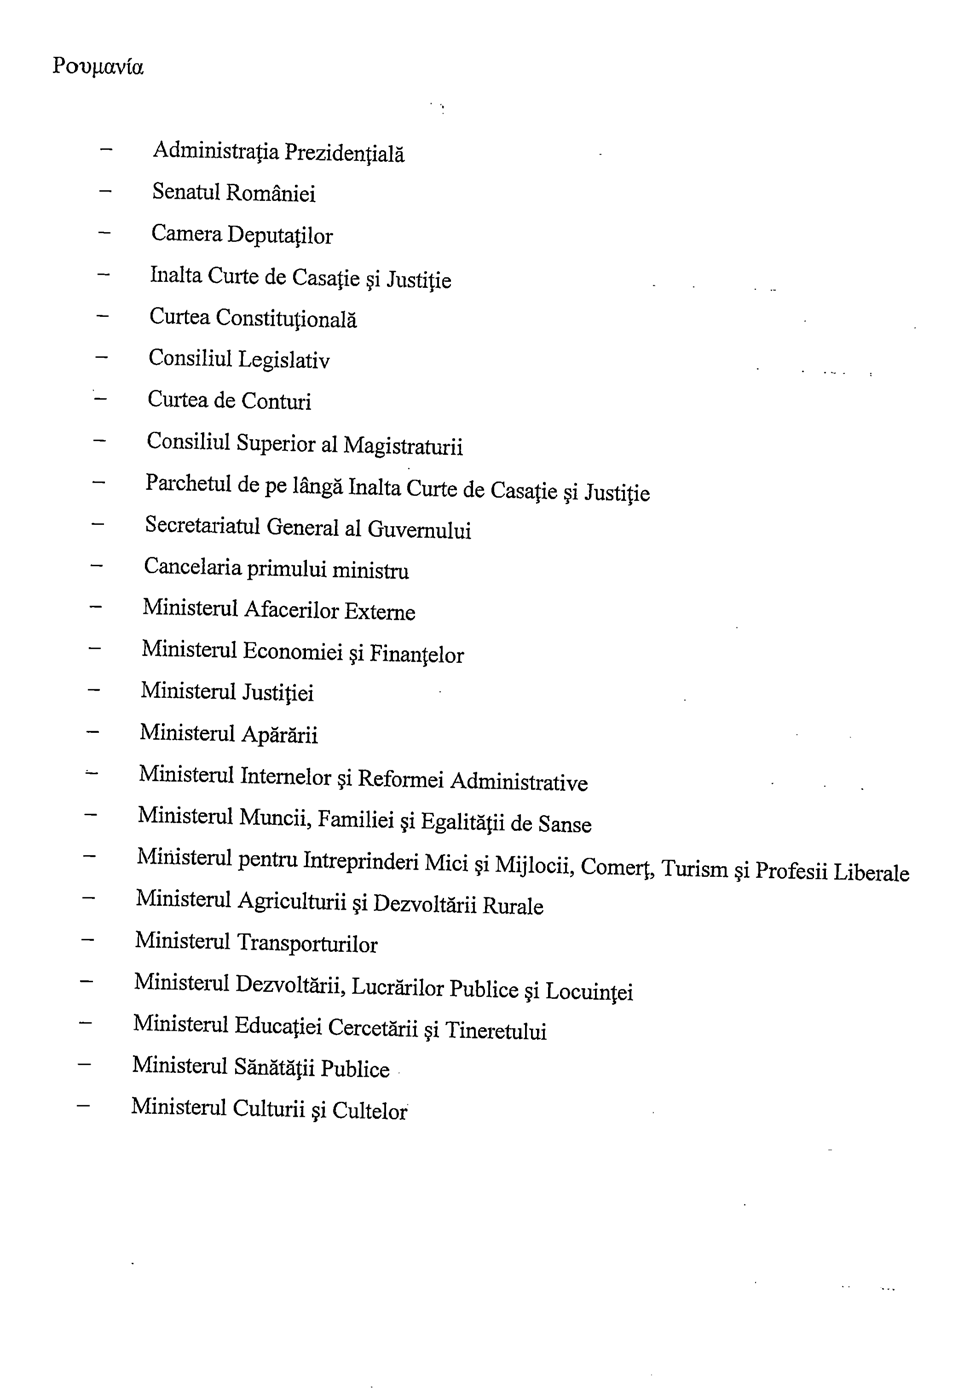 Ρουμανία
– Administraţia Prezidenţială
– Senatul României
– Camera Deputaţilor
– Inalta Curte de Casaţie şi Justiţie
– Curtea Constituţională
– Consiliul Legislativ
– Curtea de Conturi
– Consiliul Superior al Magistraturii
– Parchetul de pe lângă Inalta Curte de Casaţie şi Justiţie
– Secretariatul General al Guvernului
– Cancelaria primului ministru
– Ministerul Afacerilor Externe
– Ministerul Economiei şi Finanţelor
– Ministerul Justiţiei
– Ministerul Apărării
– Ministerul Internelor şi Reformei Administrative
– Ministerul Muncii, Familiei şi Egalităţii de Sanse
– Ministerul pentru Intreprinderi Mici şi Mijlocii, Comerţ, Turism şi Profesii Liberale
– Ministerul Agriculturii şi Dezvoltării Rurale
– Ministerul Transporturilor
– Ministerul Dezvoltării, Lucrărilor Publice şi Locuinţei
– Ministerul Educaţiei Cercetării şi Tineretului
– Ministerul Sănătăţii Publice
– Ministerul Culturii şi Cultelor